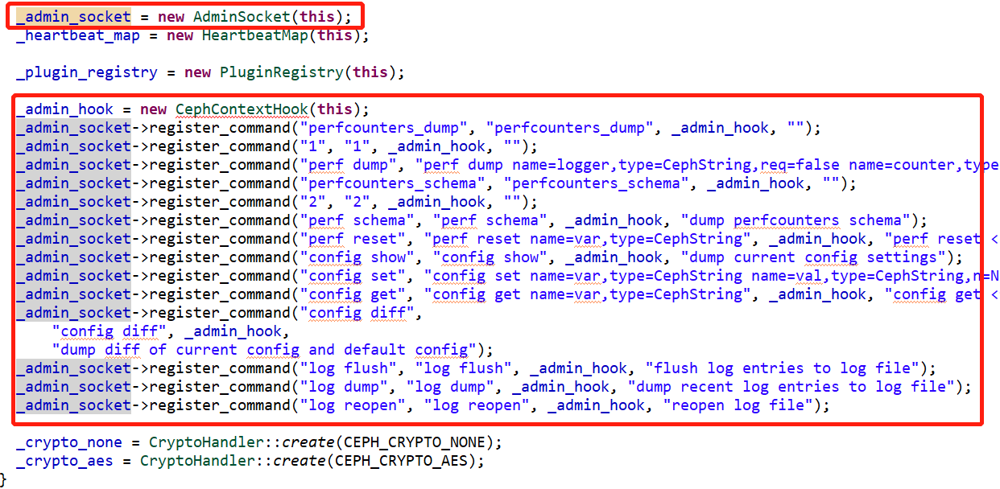 _admin_socket = new AdminSocket(this);
_heartbeat_map = new HeartbeatMap(this);
_plugin_registry = new PluginRegistry(this);
_admin_hook = new CephContextHook(this);
_admin_socket->register_command("perfcounters_dump", "perfcounters_dump", _admin_hook, "");
_admin_socket->register_command("1", "1", _admin_hook, "");
_admin_socket->register_command("perf dump", "perf dump name=logger,type=CephString,req=false name=counter,type
_admin_socket->register_command("perfcounters_schema", "perfcounters_schema", _admin_hook, "");
_admin_socket->register_command("2", "2", _admin_hook, "");
_admin_socket->register_command("perf schema", "perf schema", _admin_hook, "dump perfcounters schema");
_admin_socket->register_command("perf reset", "perf reset name=var,type=CephString", _admin_hook, "perf reset <
_admin_socket->register_command("config show", "config show", _admin_hook, "dump current config settings");
_admin_socket->register_command("config set", "config set name=var,type=CephString name=val,type=CephString,n=N
_admin_socket->register_command("config get", "config get name=var,type=CephString", _admin_hook, "config get <
_admin_socket->register_command("config diff",
"config diff", _admin_hook,
"dump diff of current config and default config");
_admin_socket->register_command("log flush", "log flush", _admin_hook, "flush log entries to log file");
_admin_socket->register_command("log dump", "log dump", _admin_hook, "dump recent log entries to log file");
_admin_socket->register_command("log reopen", "log reopen", _admin_hook, "reopen log file");
_crypto_none = CryptoHandler::create(CEPH_CRYPTO_NONE);
_crypto_aes = CryptoHandler::create(CEPH_CRYPTO_AES);
}